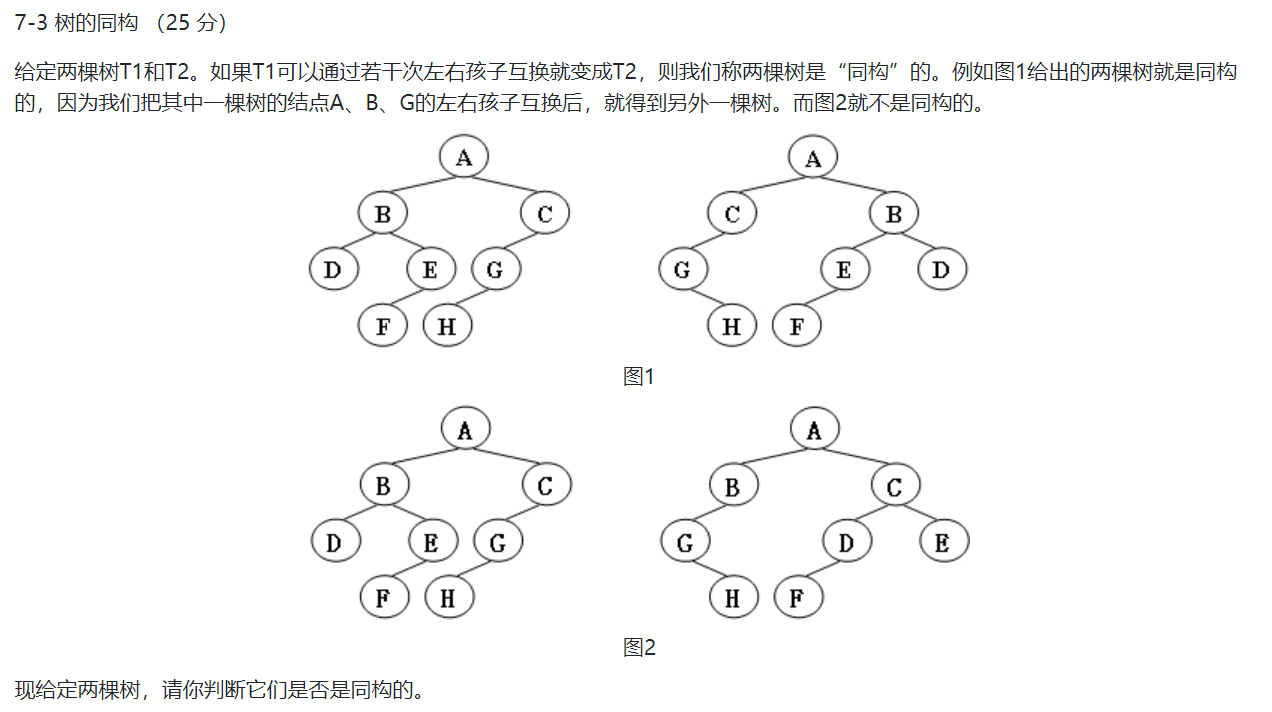 7-3 树的同构 （25 分）
给定两棵树T1和T2。如果T1可以通过若干次左右孩子互换就变成T2，则我们称两棵树是“同构”的。例如图1给出的两棵树就是同构
的，因为我们把其中一棵树的结点A、B、G的左右孩子互换后，就得到另外一棵树。而图2就不是同构的。
A A
B C C B
D E G G E D
F H H F
图1
A A
B C B C
D E G G D E
F H H F
图2
现给定两棵树，请你判断它们是否是同构的。